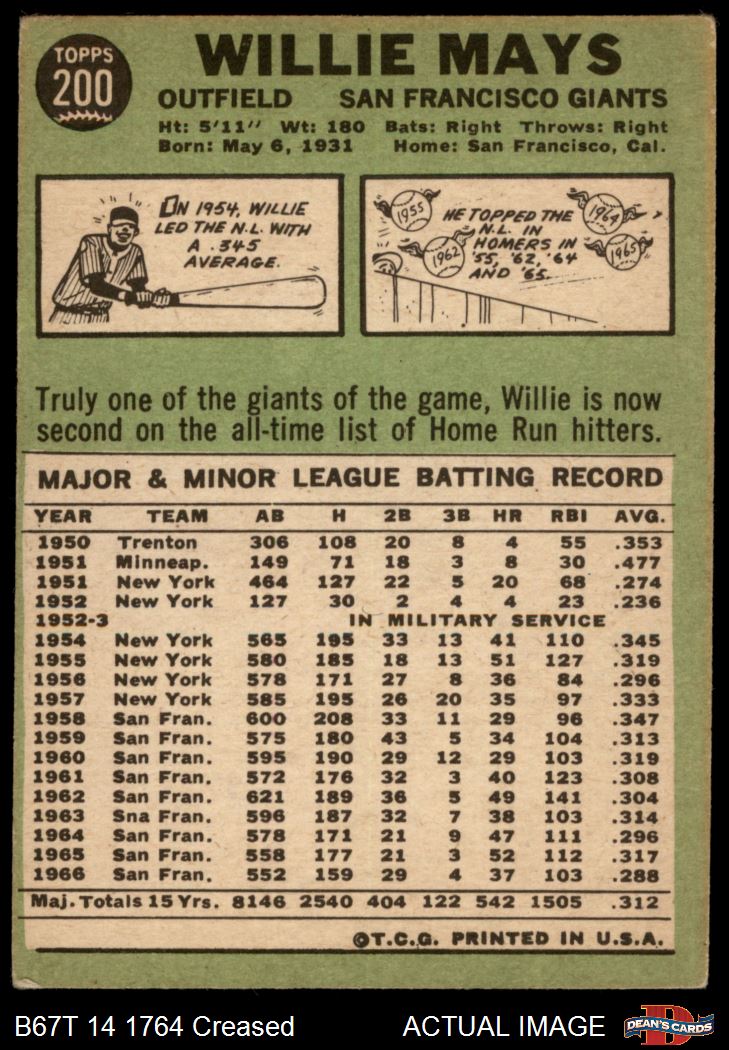 TOPPS
200
WILLIE MAYS
OUTFIELD SAN FRANCISCO GIANTS
Ht: 5'11" Wt: 180 Bats: Right Throws: Right
Born: May 6, 1931 Home: San Francisco, Cal.
IN 1954, WILLIE
LED THE N.L. WITH
A .345
AVERAGE.
1955
1962
1964
1965
HE TOPPED THE
N.L. IN
HOMERS IN
'55, '62, '64
AND '65.
Truly one of the giants of the game, Willie is now
second on the all-time list of Home Run hitters.
MAJOR & MINOR LEAGUE BATTING RECORD
YEAR TEAM AB H 2B 3B HR RBI AVG.
1950 Trenton 306 108 20 8 4 55 .353
1951 Minneap. 149 71 18 3 8 30 .477
1951 New York 464 127 22 5 20 68 .274
1952 New York 127 30 2 4 4 23 .236
1952-3 IN MILITARY SERVICE
1954 New York 565 195 33 13 41 110 .345
1955 New York 580 185 18 13 51 127 .319
1956 New York 578 171 27 8 36 84 .296
1957 New York 585 195 26 20 35 97 .333
1958 San Fran. 600 208 33 11 29 96 .347
1959 San Fran. 575 180 43 5 34 104 .313
1960 San Fran. 595 190 29 12 29 103 .319
1961 San Fran. 572 176 32 3 40 123 .308
1962 San Fran. 621 189 36 5 49 141 .304
1963 Sna Fran. 596 187 32 7 38 103 .314
1964 San Fran. 578 171 21 9 47 111 .296
1965 San Fran. 558 177 21 3 52 112 .317
1966 San Fran. 552 159 29 4 37 103 .288
Maj. Totals 15 Yrs. 8146 2540 404 122 542 1505 .312
©T.C.G. PRINTED IN U.S.A.
B67T 14 1764 Creased ACTUAL IMAGE
D
DEAN'S CARDS